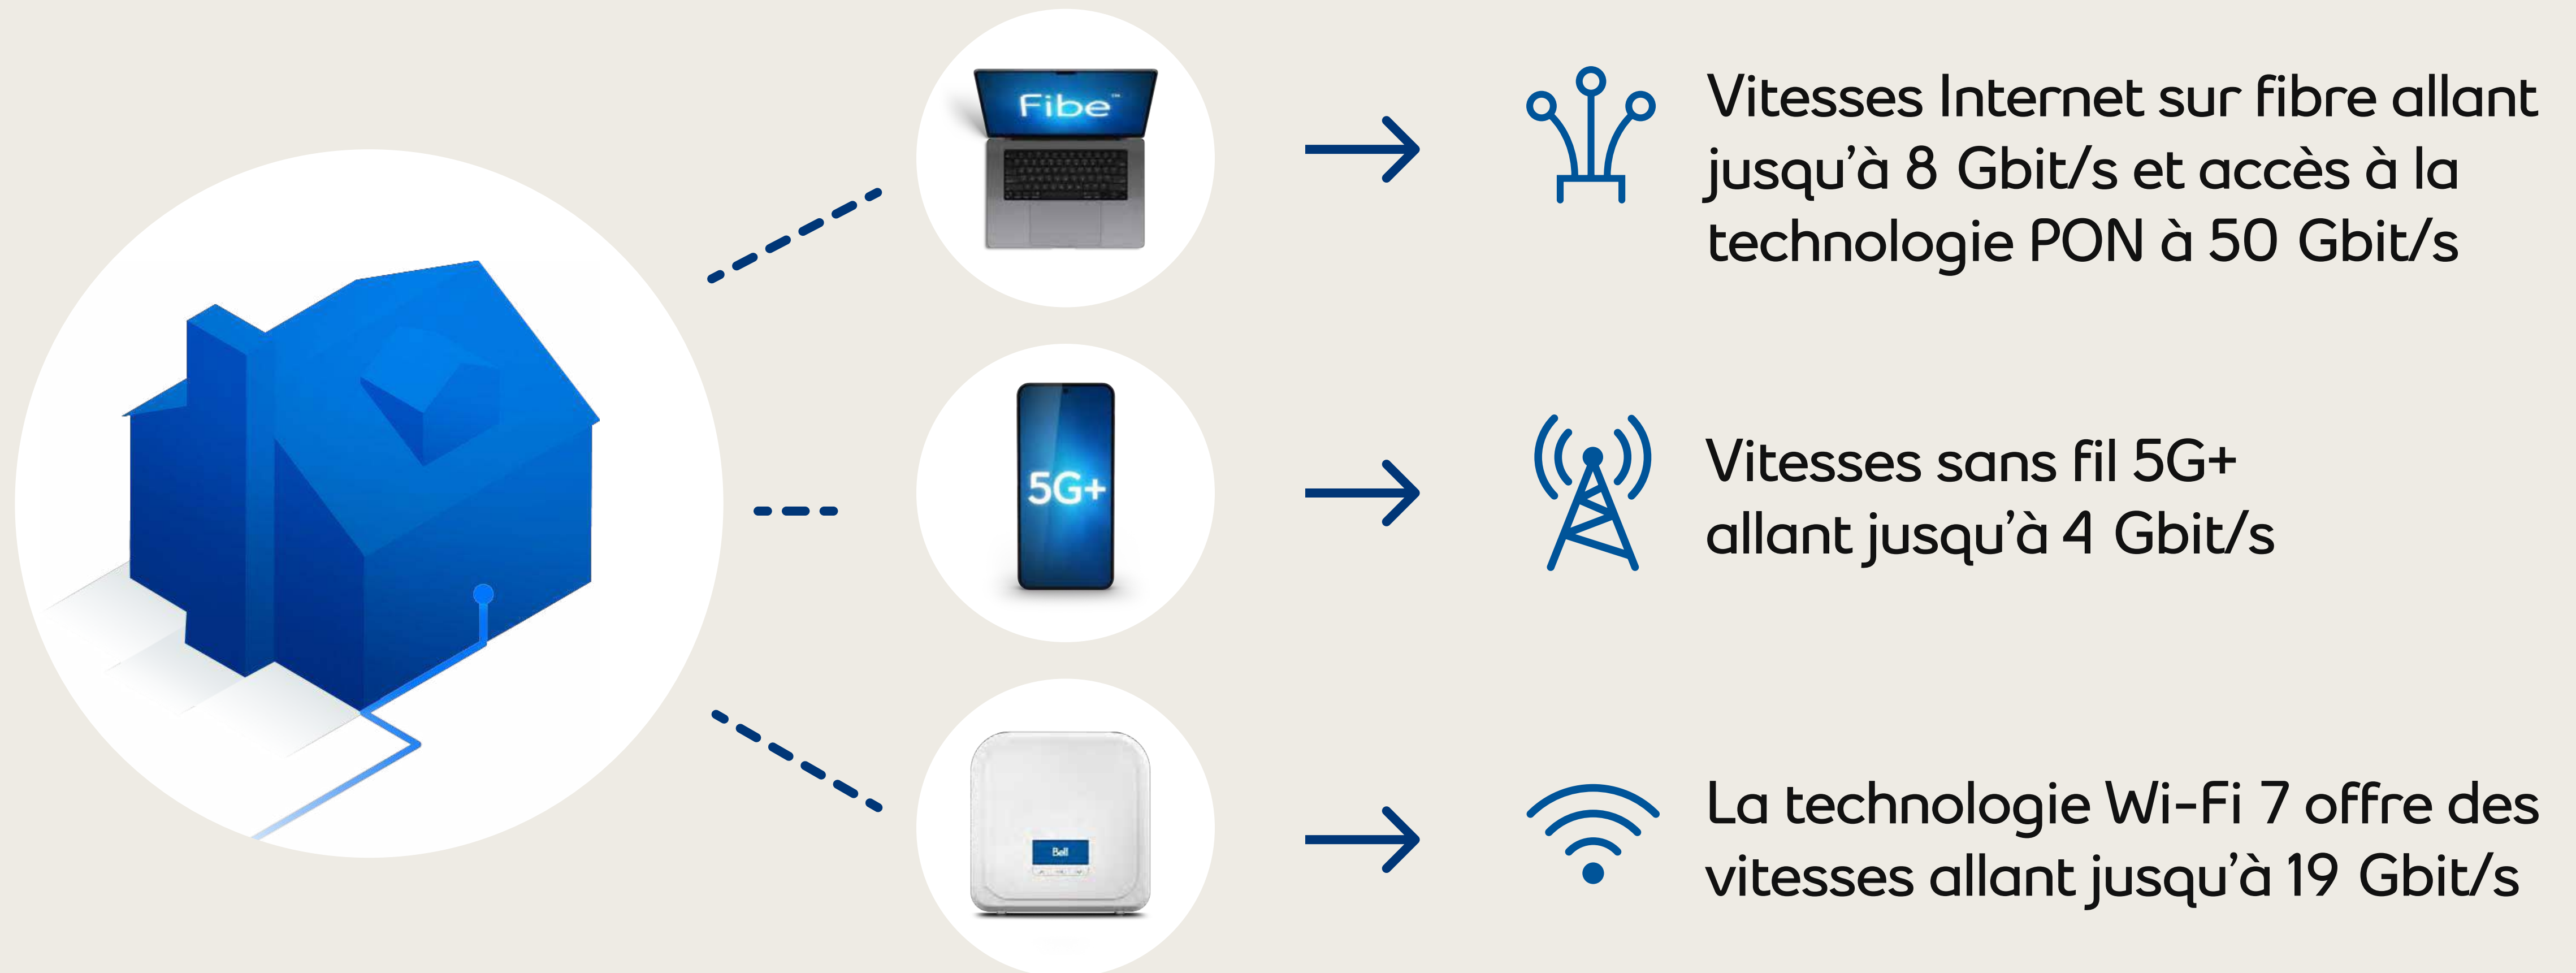 Fibe™
Vitesses Internet sur fibre allant
jusqu’à 8 Gbit/s et accès à la
technologie PON à 50 Gbit/s
5G+
Vitesses sans fil 5G+
allant jusqu’à 4 Gbit/s
Bell
La technologie Wi-Fi 7 offre des
vitesses allant jusqu’à 19 Gbit/s